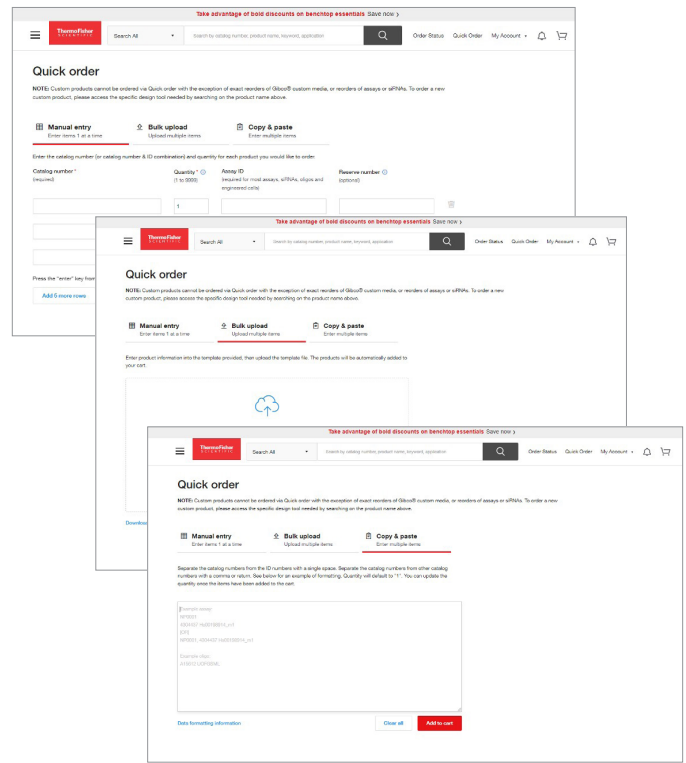 Take advantage of bold discounts on benchtop essentials Save now >
ThermoFisher
SCIENTIFIC
Search All
Search by catalog number, product name, keyword, application
Order Status Quick Order My Account
Quick order
NOTE: Custom products cannot be ordered via Quick order with the exception of exact reorders of Gibco® custom media, or reorders of assays or siRNAs. To order a new
custom product, please access the specific design tool needed by searching on the product name above.
Manual entry
Enter items 1 at a time
Bulk upload
Upload multiple items
Copy & paste
Enter multiple items
Enter the catalog number (or catalog number & ID combination) and quantity for each product you would like to order
Catalog number *
(required)
Quantity *
(1 to 9999)
Assay ID
(required for most assays, siRNAs, oligos and
engineered cells)
Reserve number
(optional)
1
Press the "enter" key from
Add 5 more rows
Take advantage of bold discounts on benchtop essentials Save now >
ThermoFisher
SCIENTIFIC
Search All
Search by catalog number, product name, keyword, application
Order Status Quick Order My Account
Quick order
NOTE: Custom products cannot be ordered via Quick order with the exception of exact reorders of Gibco® custom media, or reorders of assays or siRNAs. To order a new
custom product, please access the specific design tool needed by searching on the product name above.
Manual entry
Enter items 1 at a time
Bulk upload
Upload multiple items
Copy & paste
Enter multiple items
Enter product information into the template provided, then upload the template file. The products will be automatically added to
your cart.
Download
Take advantage of bold discounts on benchtop essentials Save now >
ThermoFisher
SCIENTIFIC
Search All
Search by catalog number, product name, keyword, application
Order Status Quick Order My Account
Quick order
NOTE: Custom products cannot be ordered via Quick order with the exception of exact reorders of Gibco® custom media, or reorders of assays or siRNAs. To order a new
custom product, please access the specific design tool needed by searching on the product name above.
Manual entry
Enter items 1 at a time
Bulk upload
Upload multiple items
Copy & paste
Enter multiple items
Separate the catalog numbers from the ID numbers with a single space. Separate the catalog numbers from other catalog
numbers with a comma or return. See below for an example of formatting. Quantity will default to "1". You can update the
quantity once the items have been added to the cart.
Example assay:
[OR]
Data formatting information
Clear all
Add to cart